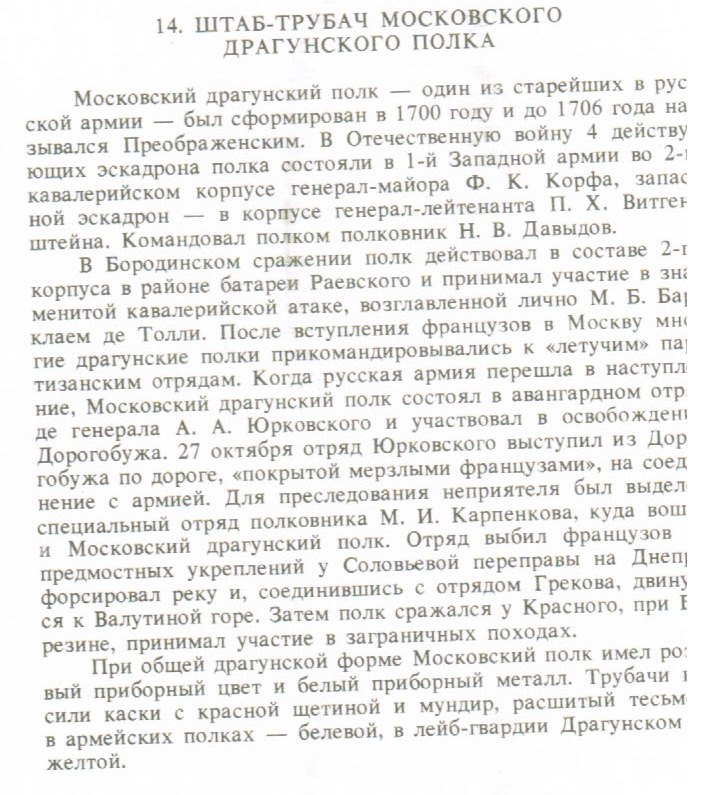 14. ШТАБ-ТРУБАЧ МОСКОВСКОГО
ДРАГУНСКОГО ПОЛКА
Московский драгунский полк — один из старейших в рус
ской армии — был сформирован в 1700 году и до 1706 года на
зывался Преображенским. В Отечественную войну 4 действу
ющих эскадрона полка состояли в 1-й Западной армии во 2-
кавалерийском корпусе генерал-майора Ф. К. Корфа, запас
ной эскадрон — в корпусе генерал-лейтенанта П. Х. Витген
штейна. Командовал полком полковник Н. В. Давыдов.
В Бородинском сражении полк действовал в составе 2-г
корпуса в районе батареи Раевского и принимал участие в зна
менитой кавалерийской атаке, возглавленной лично М. Б. Бар
клаем де Толли. После вступления французов в Москву мно
гие драгунские полки прикомандировывались к «летучим» пар
тизанским отрядам. Когда русская армия перешла в наступле
ние, Московский драгунский полк состоял в авангардном отря
де генерала А. А. Юрковского и участвовал в освобождени
Дорогобужа. 27 октября отряд Юрковского выступил из Дор
гобужа по дороге, «покрытой мерзлыми французами», на соед
нение с армией. Для преследования неприятеля был выделе
специальный отряд полковника М. И. Карпенкова, куда вош
и Московский драгунский полк. Отряд выбил французов
предмостных укреплений у Соловьевой переправы на Днепр
форсировал реку и, соединившись с отрядом Грекова, двину
ся к Валутиной горе. Затем полк сражался у Красного, при Б
резине, принимал участие в заграничных походах.
При общей драгунской форме Московский полк имел роз
вый приборный цвет и белый приборный металл. Трубачи н
сили каски с красной щетиной и мундир, расшитый тесьмо
в армейских полках — белевой, в лейб-гвардии Драгунском
желтой.